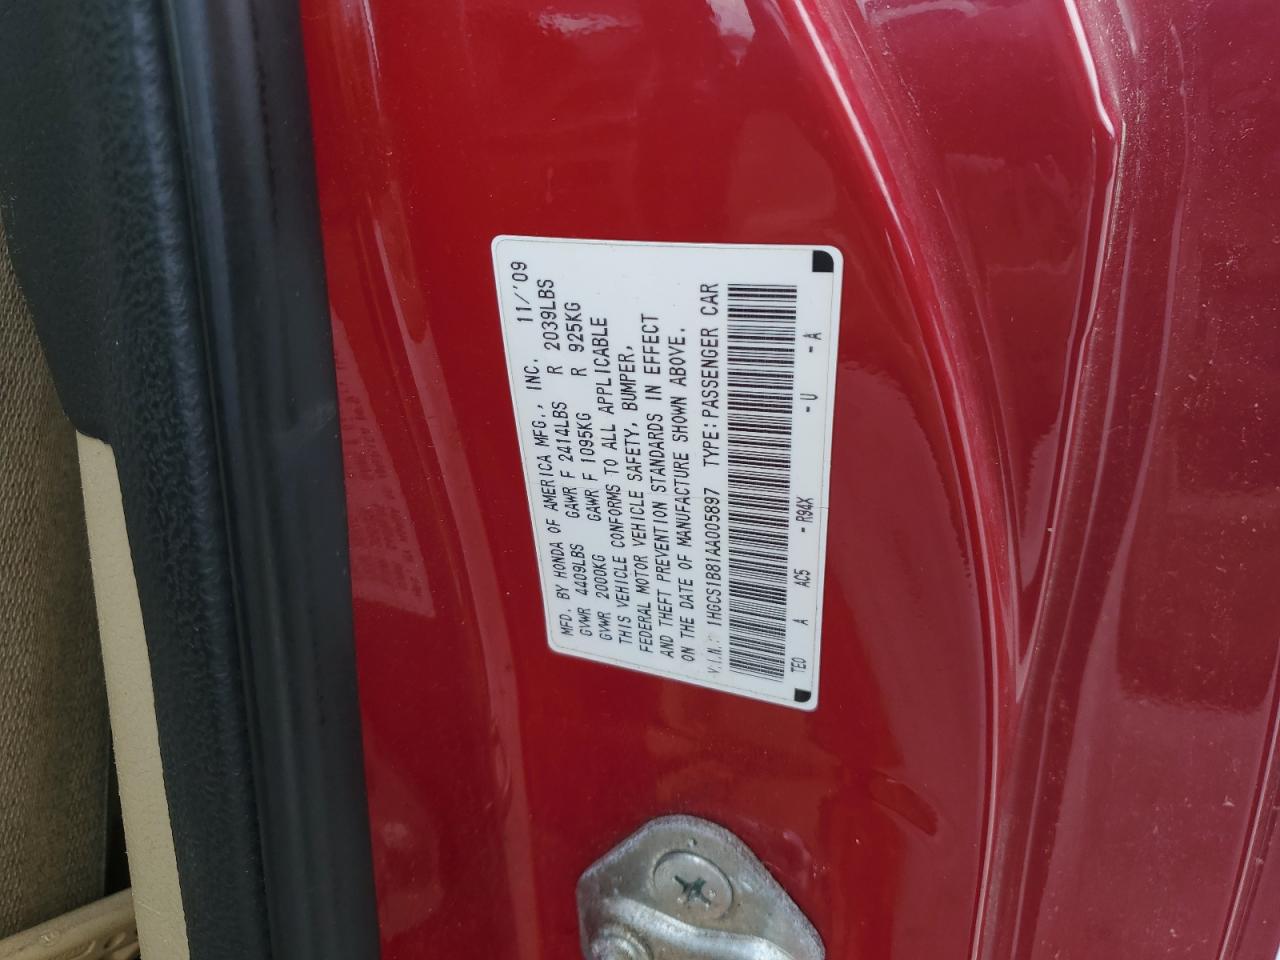 MFD. BY HONDA OF AMERICA MFG., INC. 11/'09
GVWR 4409LBS GAWR F 2414LBS R 2039LBS
GVWR 2000KG GAWR F 1095KG R 925KG
THIS VEHICLE CONFORMS TO ALL APPLICABLE
FEDERAL MOTOR VEHICLE SAFETY, BUMPER,
AND THEFT PREVENTION STANDARDS IN EFFECT
ON THE DATE OF MANUFACTURE SHOWN ABOVE.
V.I.N.: 1HGCS1B81AA005897 TYPE: PASSENGER CAR
TE0 A AC5 - R94X - U - A